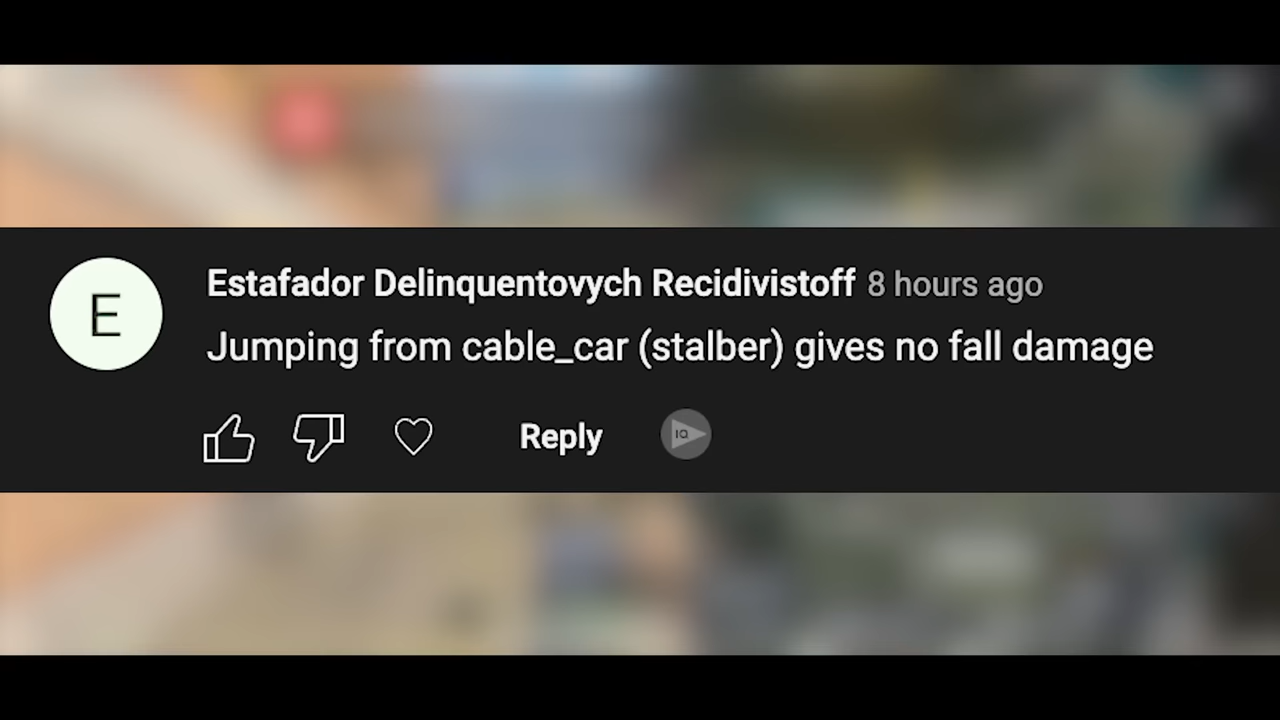 E
Estafador Delinquentovych Recidivistoff 8 hours ago
Jumping from cable_car (stalber) gives no fall damage
Reply
IQ